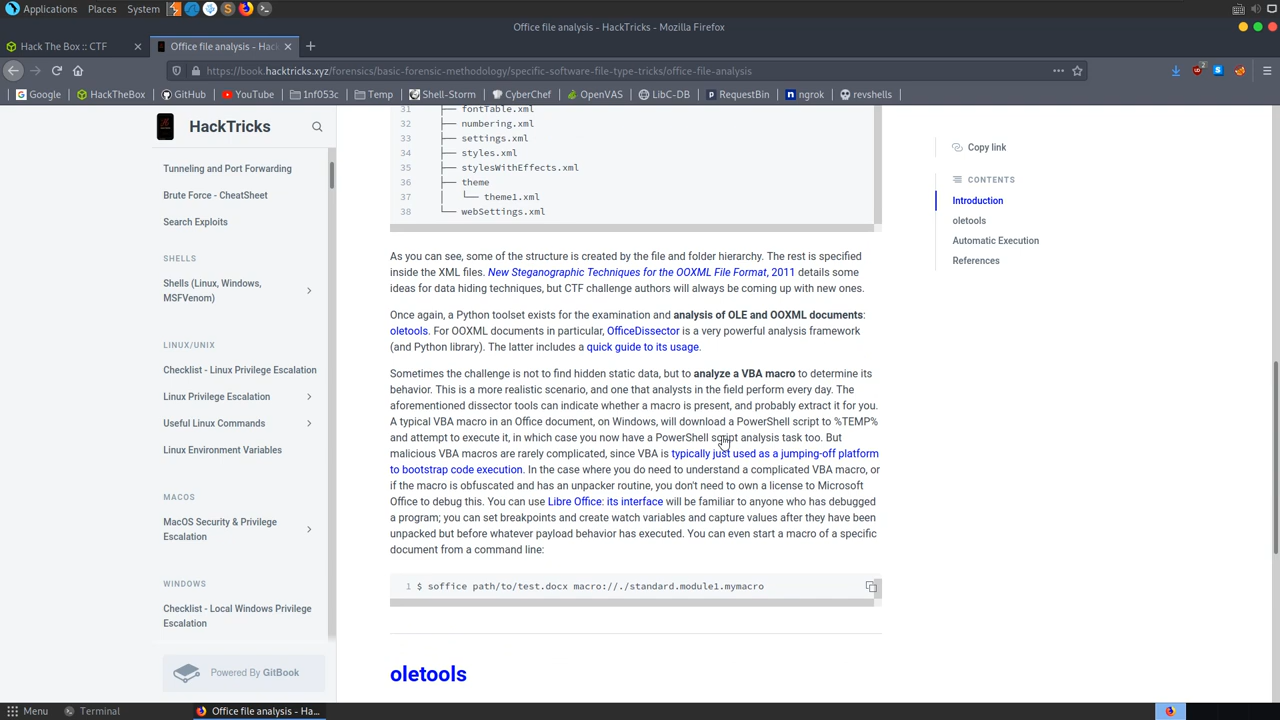 Applications Places System
Office file analysis - HackTricks - Mozilla Firefox
Hack The Box :: CTF
Office file analysis - Hac
https://book.hacktricks.xyz/forensics/basic-forensic-methodology/specific-software-file-type-tricks/office-file-analysis
Google HackTheBox GitHub YouTube 1nf053c Temp Shell-Storm CyberChef OpenVAS LibC-DB RequestBin ngrok revshells
HackTricks
Tunneling and Port Forwarding
Brute Force - CheatSheet
Search Exploits
SHELLS
Shells (Linux, Windows,
MSFVenom)
LINUX/UNIX
Checklist - Linux Privilege Escalation
Linux Privilege Escalation
Useful Linux Commands
Linux Environment Variables
MACOS
MacOS Security & Privilege
Escalation
WINDOWS
Checklist - Local Windows Privilege
Escalation
Powered By GitBook
31 ├── fontTable.xml
32 ├── numbering.xml
33 ├── settings.xml
34 ├── styles.xml
35 ├── stylesWithEffects.xml
36 ├── theme
37 │ └── theme1.xml
38 └── webSettings.xml
As you can see, some of the structure is created by the file and folder hierarchy. The rest is specified
inside the XML files. New Steganographic Techniques for the OOXML File Format, 2011 details some
ideas for data hiding techniques, but CTF challenge authors will always be coming up with new ones.
Once again, a Python toolset exists for the examination and analysis of OLE and OOXML documents:
oletools. For OOXML documents in particular, OfficeDissector is a very powerful analysis framework
(and Python library). The latter includes a quick guide to its usage.
Sometimes the challenge is not to find hidden static data, but to analyze a VBA macro to determine its
behavior. This is a more realistic scenario, and one that analysts in the field perform every day. The
aforementioned dissector tools can indicate whether a macro is present, and probably extract it for you.
A typical VBA macro in an Office document, on Windows, will download a PowerShell script to %TEMP%
and attempt to execute it, in which case you now have a PowerShell script analysis task too. But
malicious VBA macros are rarely complicated, since VBA is typically just used as a jumping-off platform
to bootstrap code execution. In the case where you do need to understand a complicated VBA macro, or
if the macro is obfuscated and has an unpacker routine, you don't need to own a license to Microsoft
Office to debug this. You can use Libre Office: its interface will be familiar to anyone who has debugged
a program; you can set breakpoints and create watch variables and capture values after they have been
unpacked but before whatever payload behavior has executed. You can even start a macro of a specific
document from a command line:
1 $ soffice path/to/test.docx macro://./standard.module1.mymacro
oletools
Copy link
CONTENTS
Introduction
oletools
Automatic Execution
References
Menu Terminal Office file analysis - Ha...